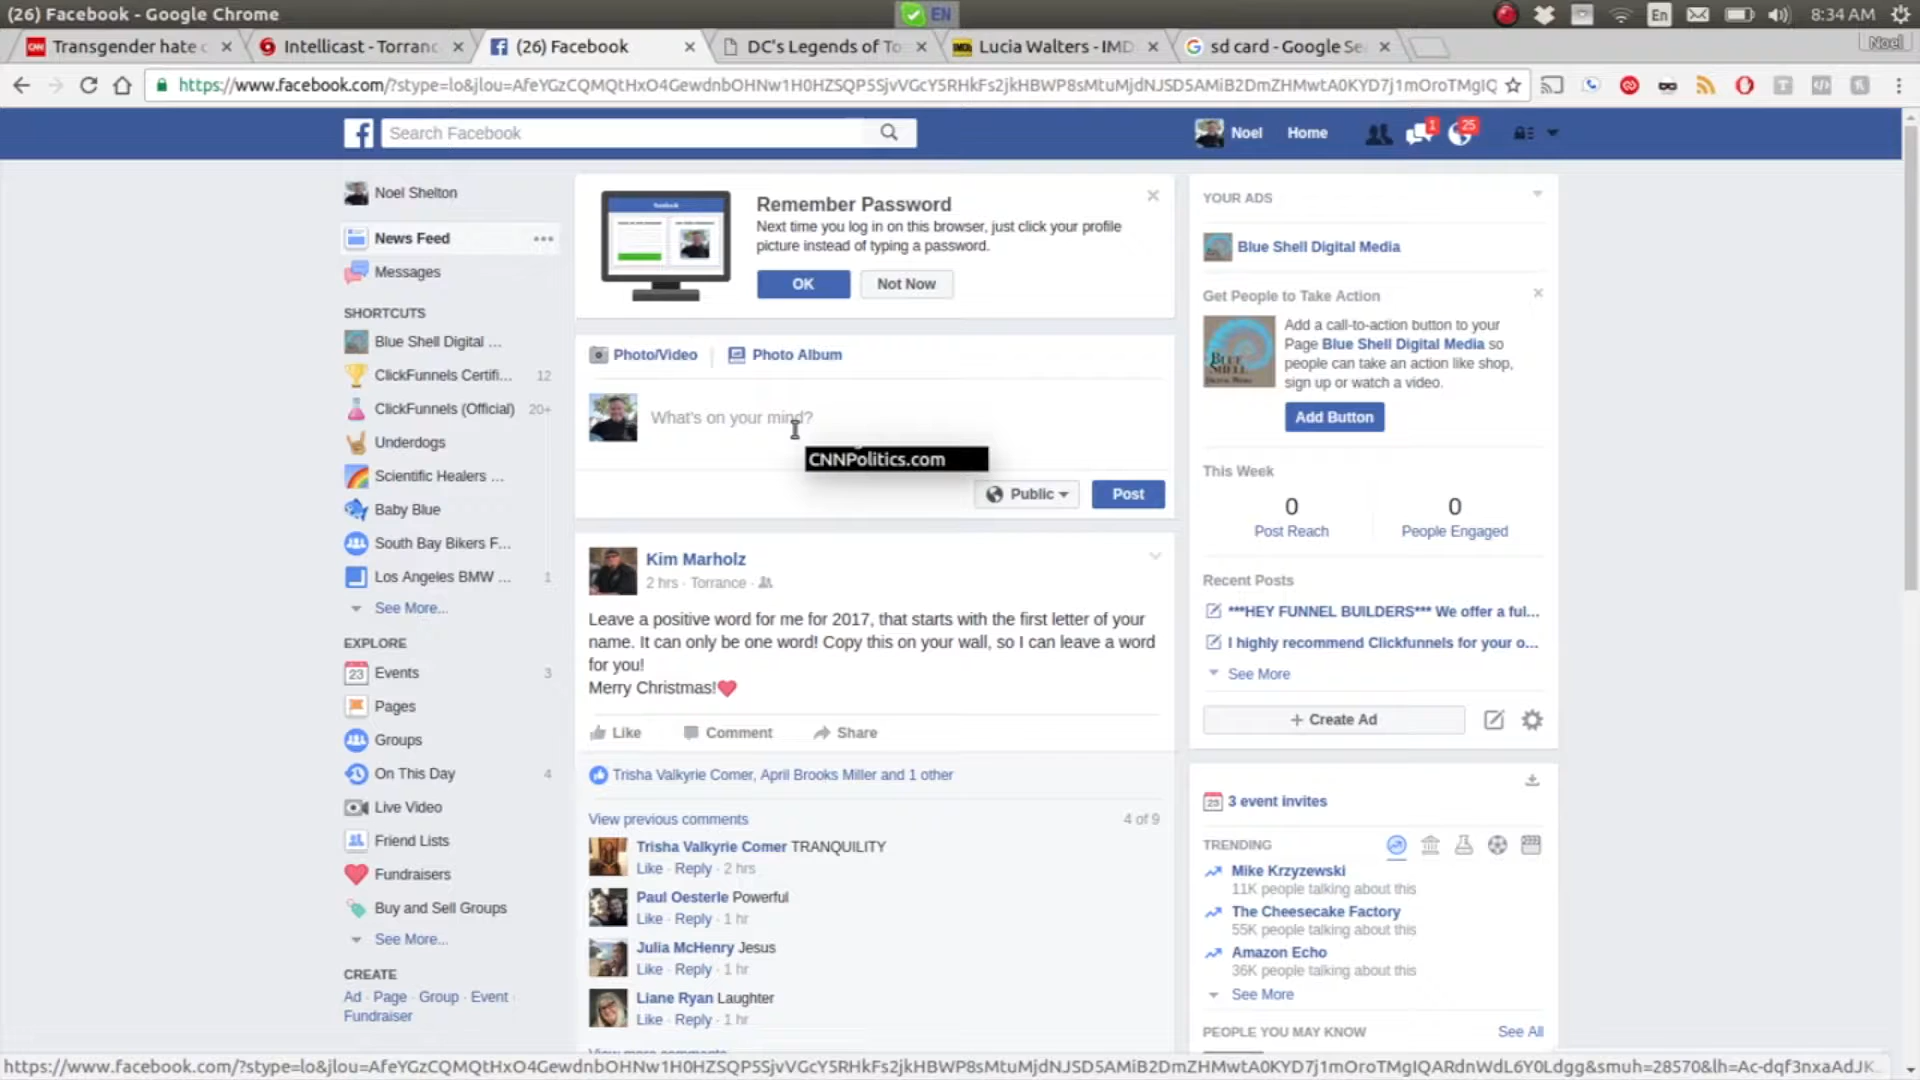 (26) Facebook - Google Chrome
EN
En
8:34 AM
Transgender hate c
Intellicast - Torranc
(26) Facebook
DC's Legends of To
Lucia Walters - IMD
sd card - Google Se
Noel
https://www.facebook.com/?stype=lo&jlou=AfeYGzCQMQtHxO4GewdnbOHNw1H0HZSQP5SjvVGcY5RHkFs2jkHBWP8sMtuMjdNJSD5AMiB2DmZHMwtA0KYD7j1mOroTMgIQ
Search Facebook
Noel
Home
1
25
Noel Shelton
News Feed
Messages
SHORTCUTS
Blue Shell Digital ...
ClickFunnels Certifi... 12
ClickFunnels (Official) 20+
Underdogs
Scientific Healers ...
Baby Blue
South Bay Bikers F...
Los Angeles BMW ... 1
See More...
EXPLORE
23 Events 3
Pages
Groups
On This Day 4
Live Video
Friend Lists
Fundraisers
Buy and Sell Groups
See More...
CREATE
Ad · Page · Group · Event ·
Fundraiser
Remember Password
Next time you log in on this browser, just click your profile
picture instead of typing a password.
OK
Not Now
Photo/Video
Photo Album
What's on your mind?
CNNPolitics.com
Public
Post
Kim Marholz
2 hrs · Torrance ·
Leave a positive word for me for 2017, that starts with the first letter of your
name. It can only be one word! Copy this on your wall, so I can leave a word
for you!
Merry Christmas!❤
Like
Comment
Share
Trisha Valkyrie Comer, April Brooks Miller and 1 other
View previous comments 4 of 9
Trisha Valkyrie Comer TRANQUILITY
Like · Reply · 2 hrs
Paul Oesterle Powerful
Like · Reply · 1 hr
Julia McHenry Jesus
Like · Reply · 1 hr
Liane Ryan Laughter
Like · Reply · 1 hr
View more comments
YOUR ADS
Blue Shell Digital Media
Get People to Take Action
BLUE
SHELL
DIGITAL MEDIA
Add a call-to-action button to your
Page Blue Shell Digital Media so
people can take an action like shop,
sign up or watch a video.
Add Button
This Week
0
Post Reach
0
People Engaged
Recent Posts
***HEY FUNNEL BUILDERS*** We offer a ful...
I highly recommend Clickfunnels for your o...
See More
+ Create Ad
23 3 event invites
TRENDING
Mike Krzyzewski
11K people talking about this
The Cheesecake Factory
55K people talking about this
Amazon Echo
36K people talking about this
See More
PEOPLE YOU MAY KNOW See All
https://www.facebook.com/?stype=lo&jlou=AfeYGzCQMQtHxO4GewdnbOHNw1H0HZSQP5SjvVGcY5RHkFs2jkHBWP8sMtuMjdNJSD5AMiB2DmZHMwtA0KYD7j1mOroTMgIQARdnWdL6Y0Ldgg&smuh=28570&lh=Ac-dqf3nxaAdJK...